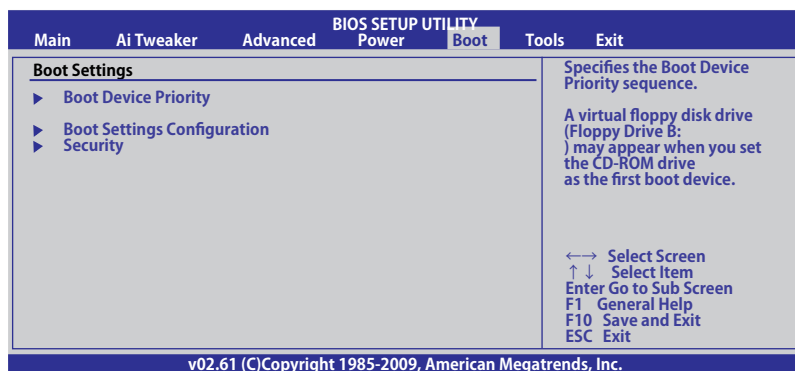 BIOS SETUP UTILITY
Main Ai Tweaker Advanced Power Boot Tools Exit
Boot Settings
Boot Device Priority
Boot Settings Configuration
Security
Specifies the Boot Device
Priority sequence.
A virtual floppy disk drive
(Floppy Drive B:
) may appear when you set
the CD-ROM drive
as the first boot device.
←→ Select Screen
↑↓ Select Item
Enter Go to Sub Screen
F1 General Help
F10 Save and Exit
ESC Exit
v02.61 (C)Copyright 1985-2009, American Megatrends, Inc.